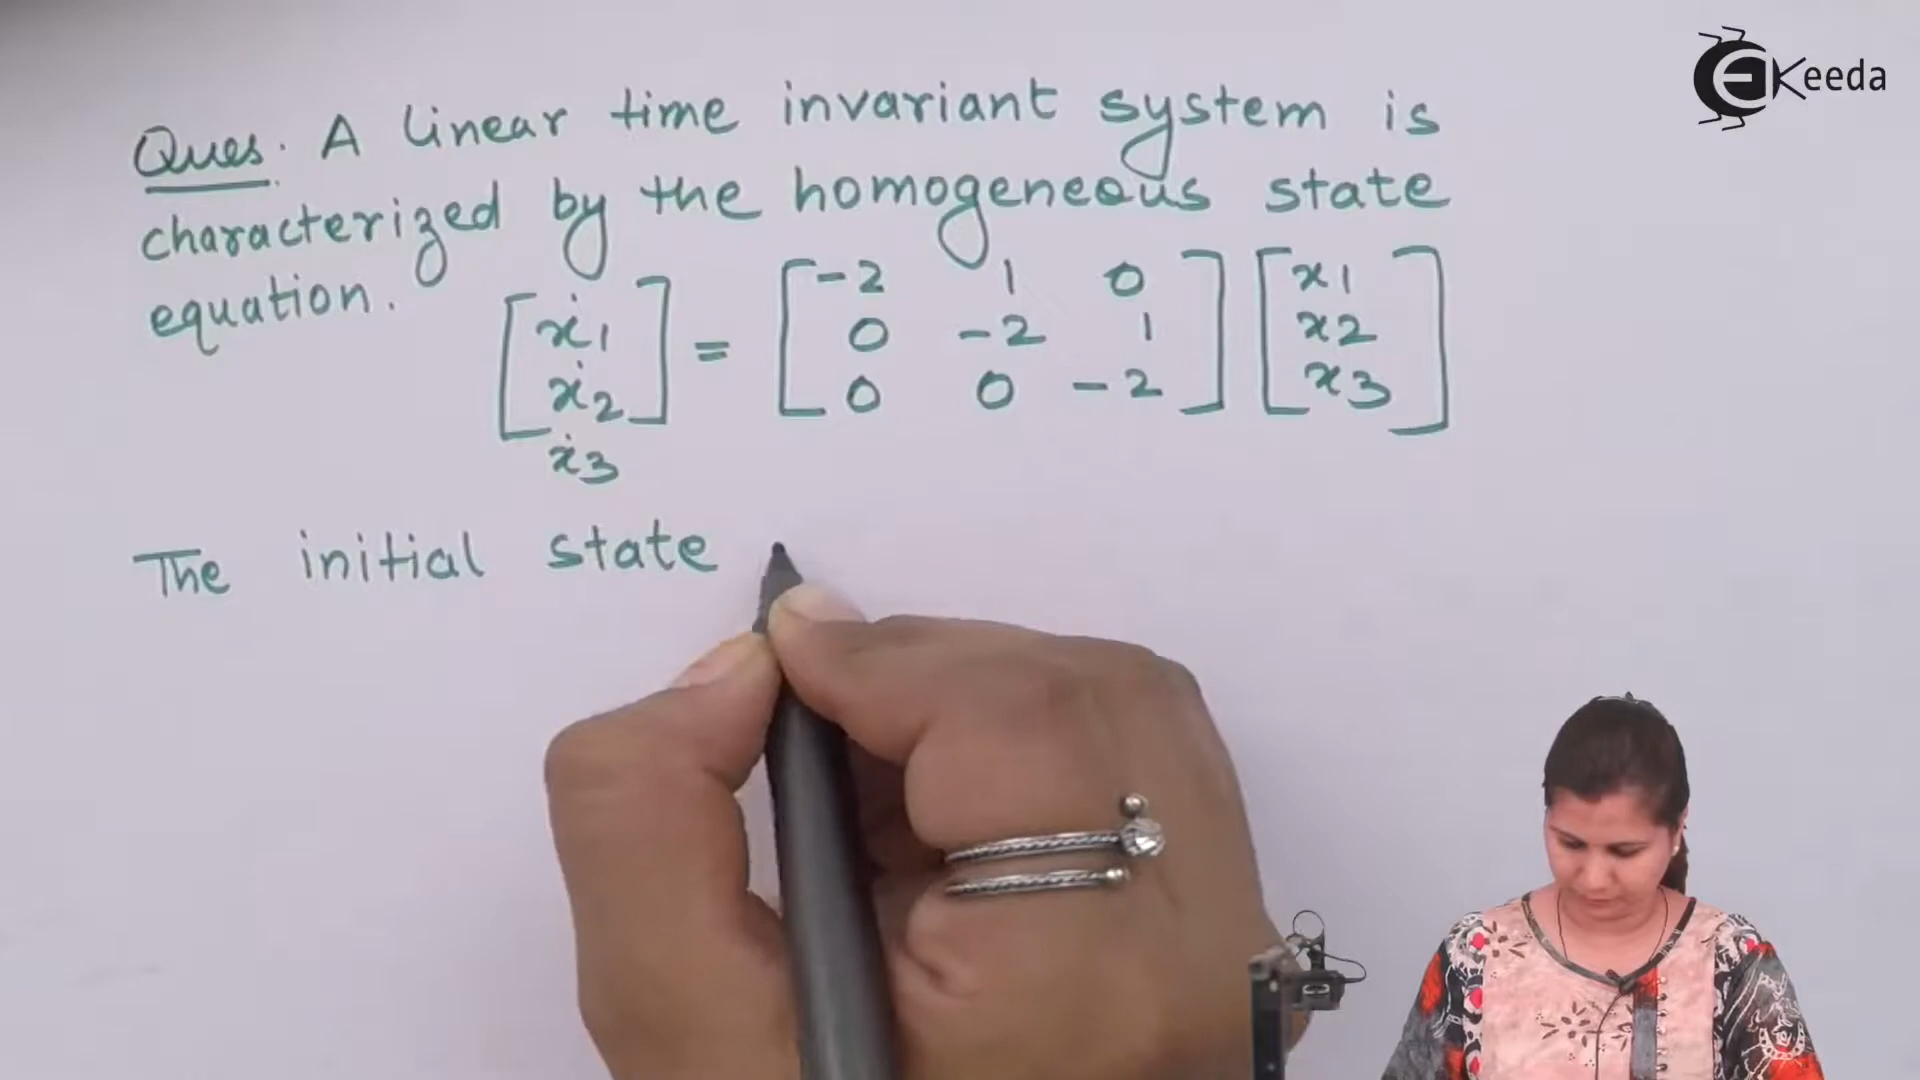 Ques. A linear time invariant system is
characterized by the homogeneous state
equation.
[ẋ1 ẋ2 ẋ3] = [-2 1 0; 0 -2 1; 0 0 -2] [x1 x2 x3]
The initial state
EKeeda